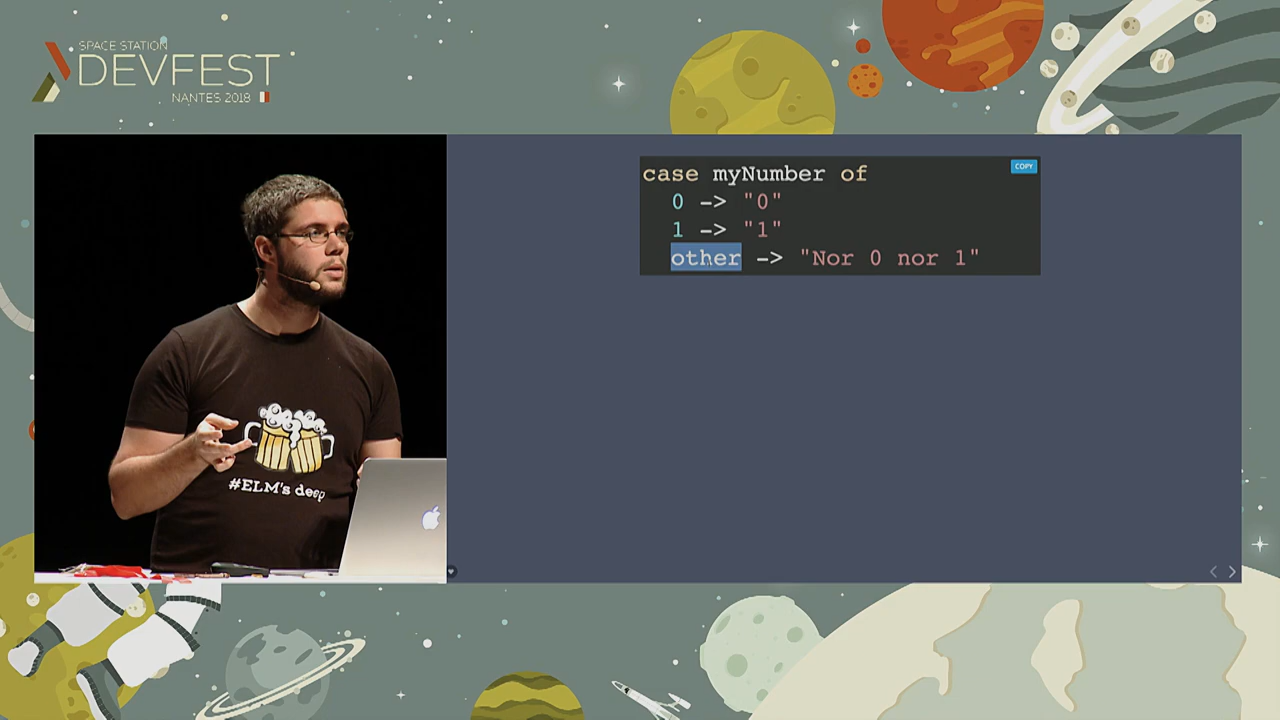 SPACE STATION
DEVFEST
NANTES 2018
case myNumber of
0 -> "0"
1 -> "1"
other -> "Nor 0 nor 1"
COPY
#ELM's deep